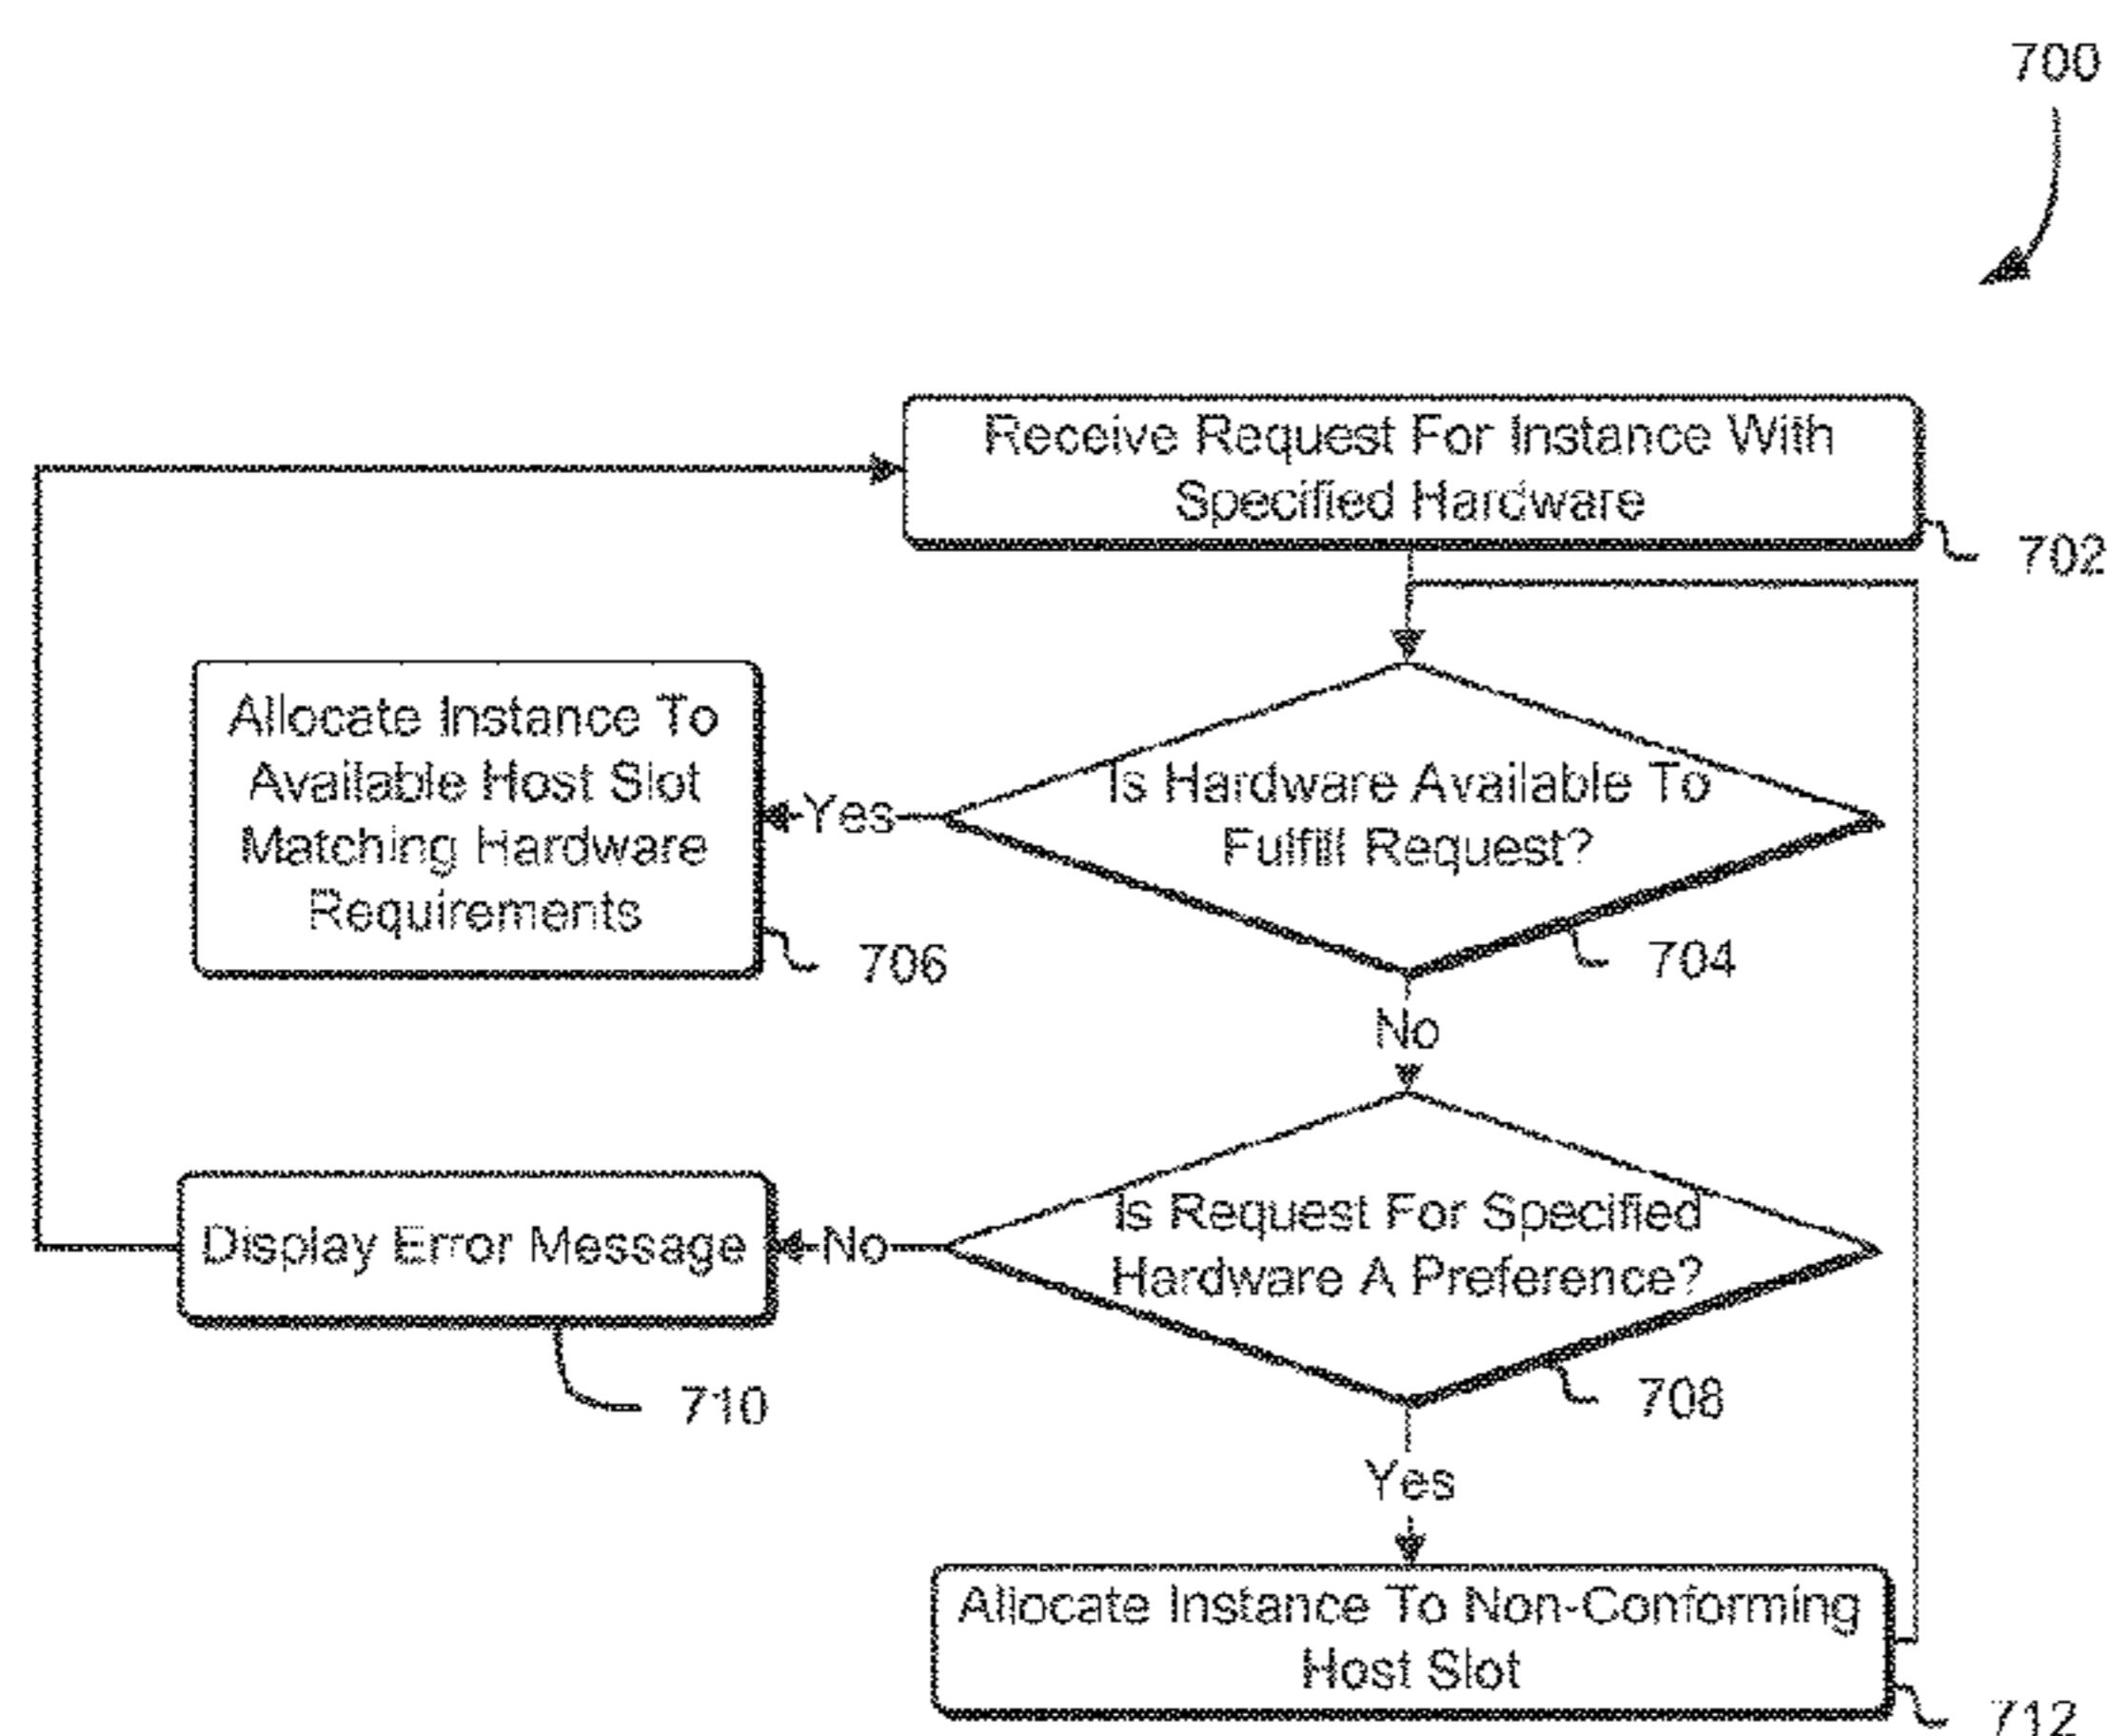 700
Receive Request For Instance With
Specified Hardware
702
Allocate Instance To
Available Host Slot
Matching Hardware
Requirements
706
Yes
Is Hardware Available To
Fulfill Request?
704
No
Is Request For Specified
Hardware A Preference?
708
No
Display Error Message
710
Yes
Allocate Instance To Non-Conforming
Host Slot
712